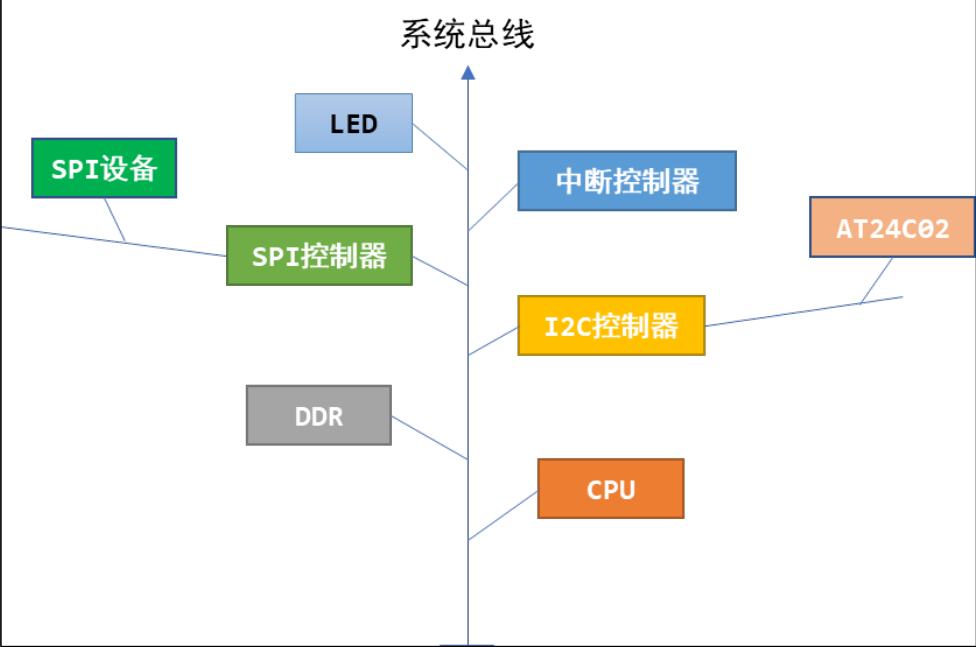 系统总线
LED
SPI设备
中断控制器
AT24C02
SPI控制器
I2C控制器
DDR
CPU